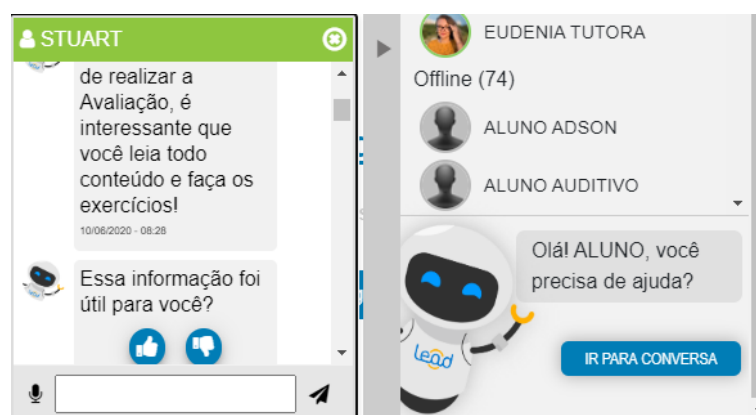 STUART
de realizar a
Avaliação, é
interessante que
você leia todo
conteúdo e faça os
exercícios!
10/06/2020 - 08:28
Essa informação foi
útil para você?
EUDENIA TUTORA
Offline (74)
ALUNO ADSON
ALUNO AUDITIVO
Olá! ALUNO, você
precisa de ajuda?
Lead
IR PARA CONVERSA